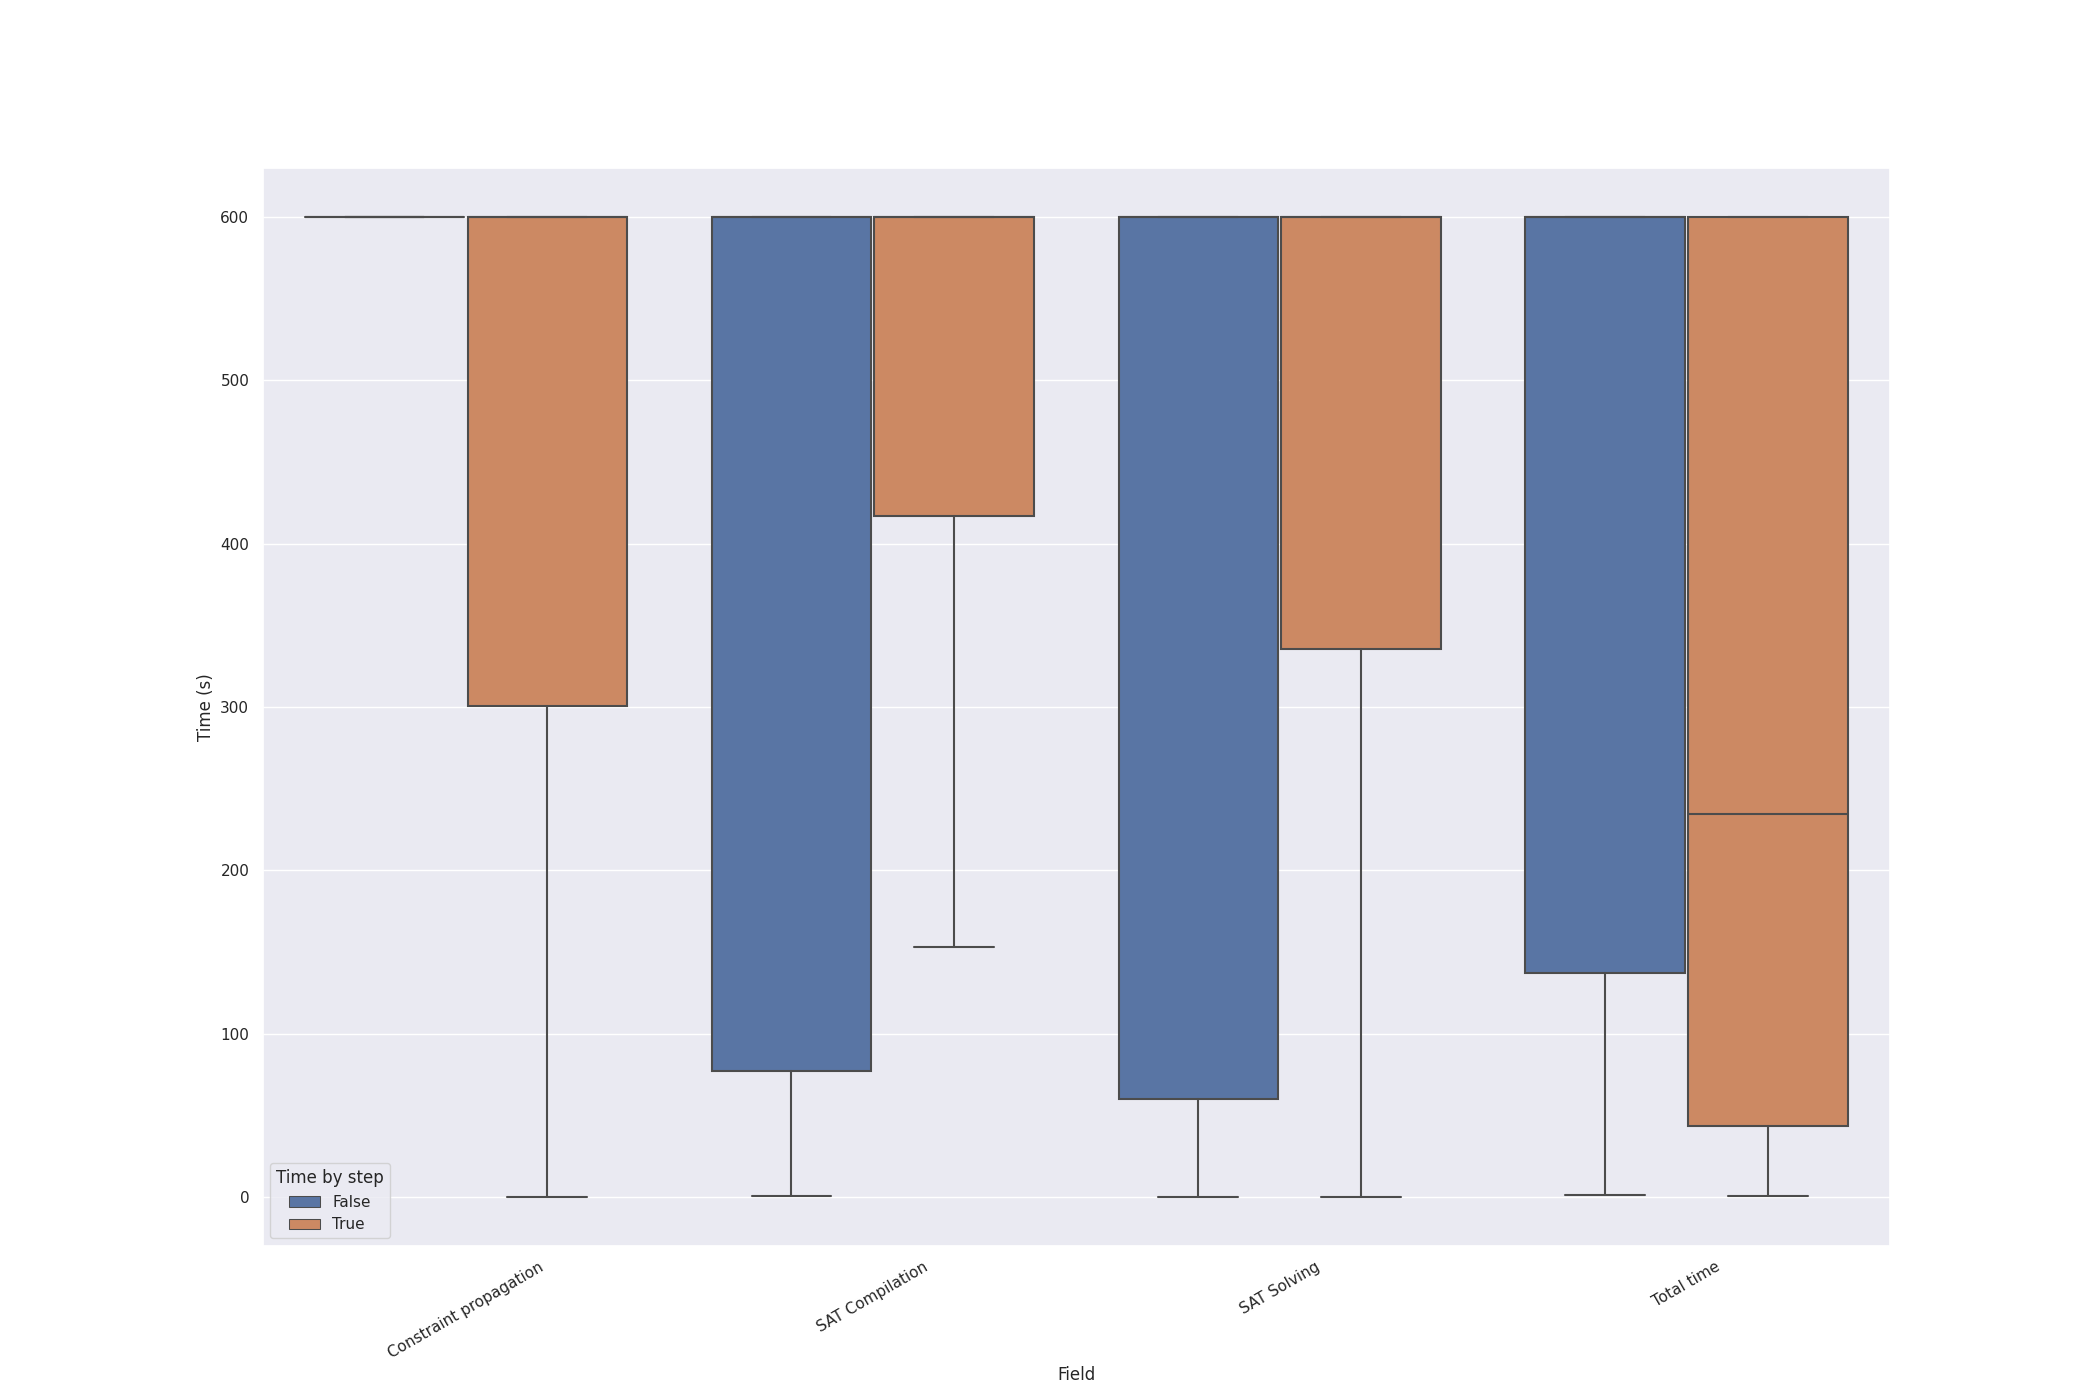 600
500
400
300
200
100
0
Time (s)
Time by step
False
True
Constraint propagation
SAT Compilation
SAT Solving
Total time
Field